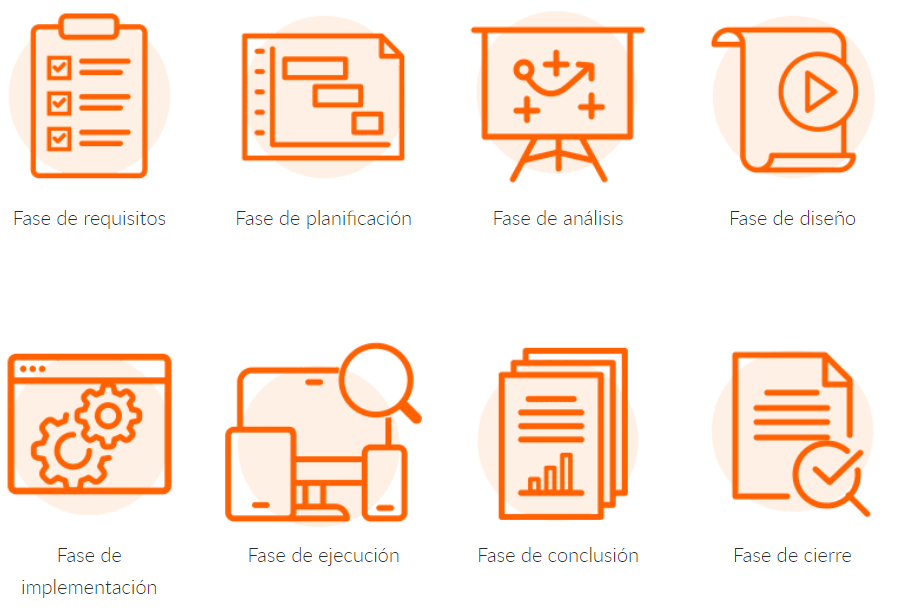 Fase de requisitos
Fase de planificación
Fase de análisis
Fase de diseño
Fase de
implementación
Fase de ejecución
Fase de conclusión
Fase de cierre